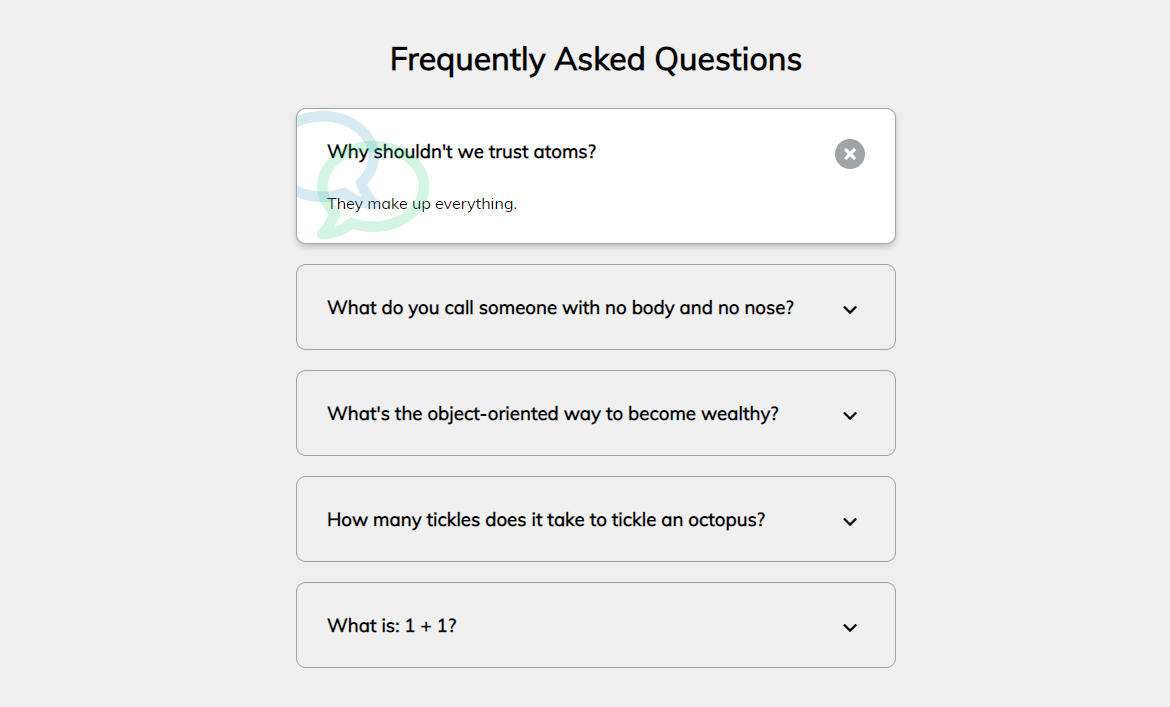 Frequently Asked Questions
Why shouldn't we trust atoms?
They make up everything.
What do you call someone with no body and no nose?
What's the object-oriented way to become wealthy?
How many tickles does it take to tickle an octopus?
What is: 1 + 1?